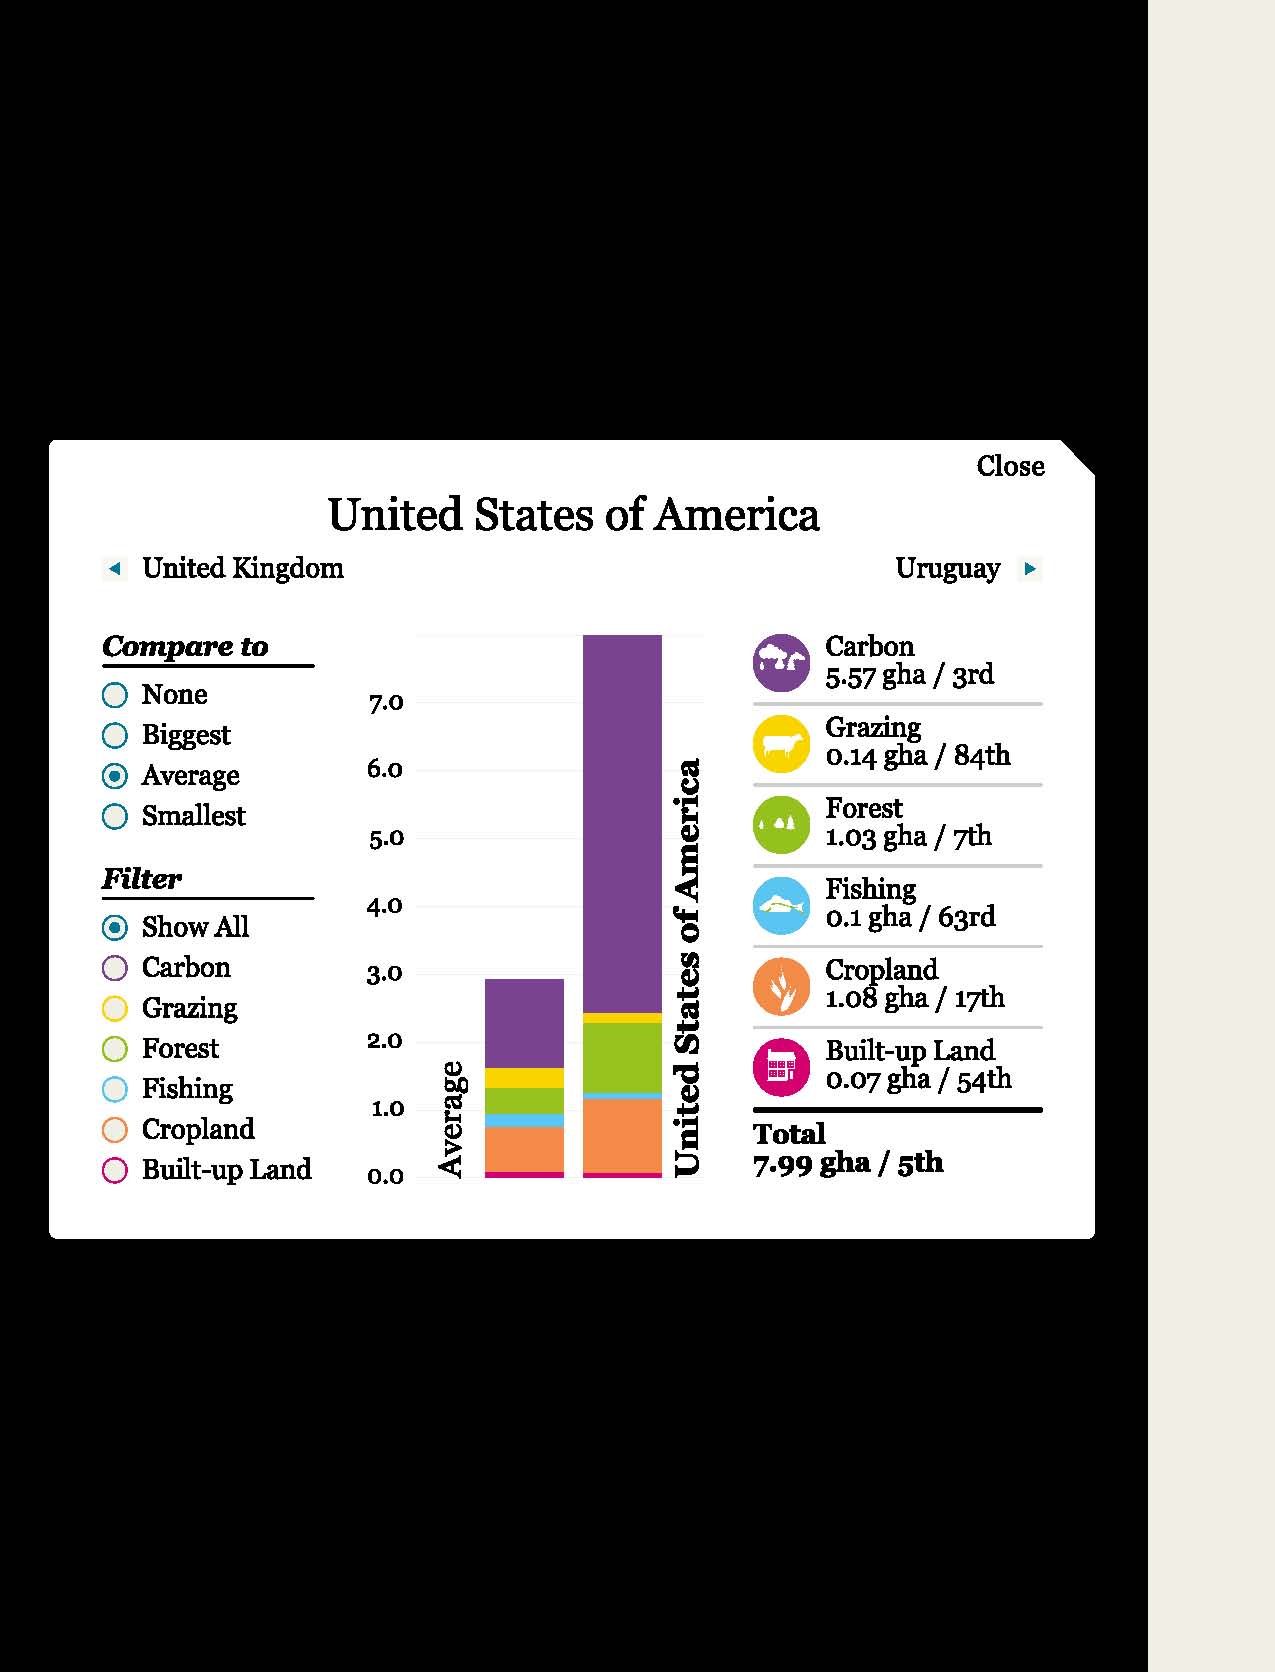 Close
United States of America
United Kingdom
Uruguay
Compare to
None
Biggest
Average
Smallest
Filter
Show All
Carbon
Grazing
Forest
Fishing
Cropland
Built-up Land
7.0
6.0
5.0
4.0
3.0
2.0
1.0
0.0
Average
United States of America
Carbon
5.57 gha / 3rd
Grazing
0.14 gha / 84th
Forest
1.03 gha / 7th
Fishing
0.1 gha / 63rd
Cropland
1.08 gha / 17th
Built-up Land
0.07 gha / 54th
Total
7.99 gha / 5th